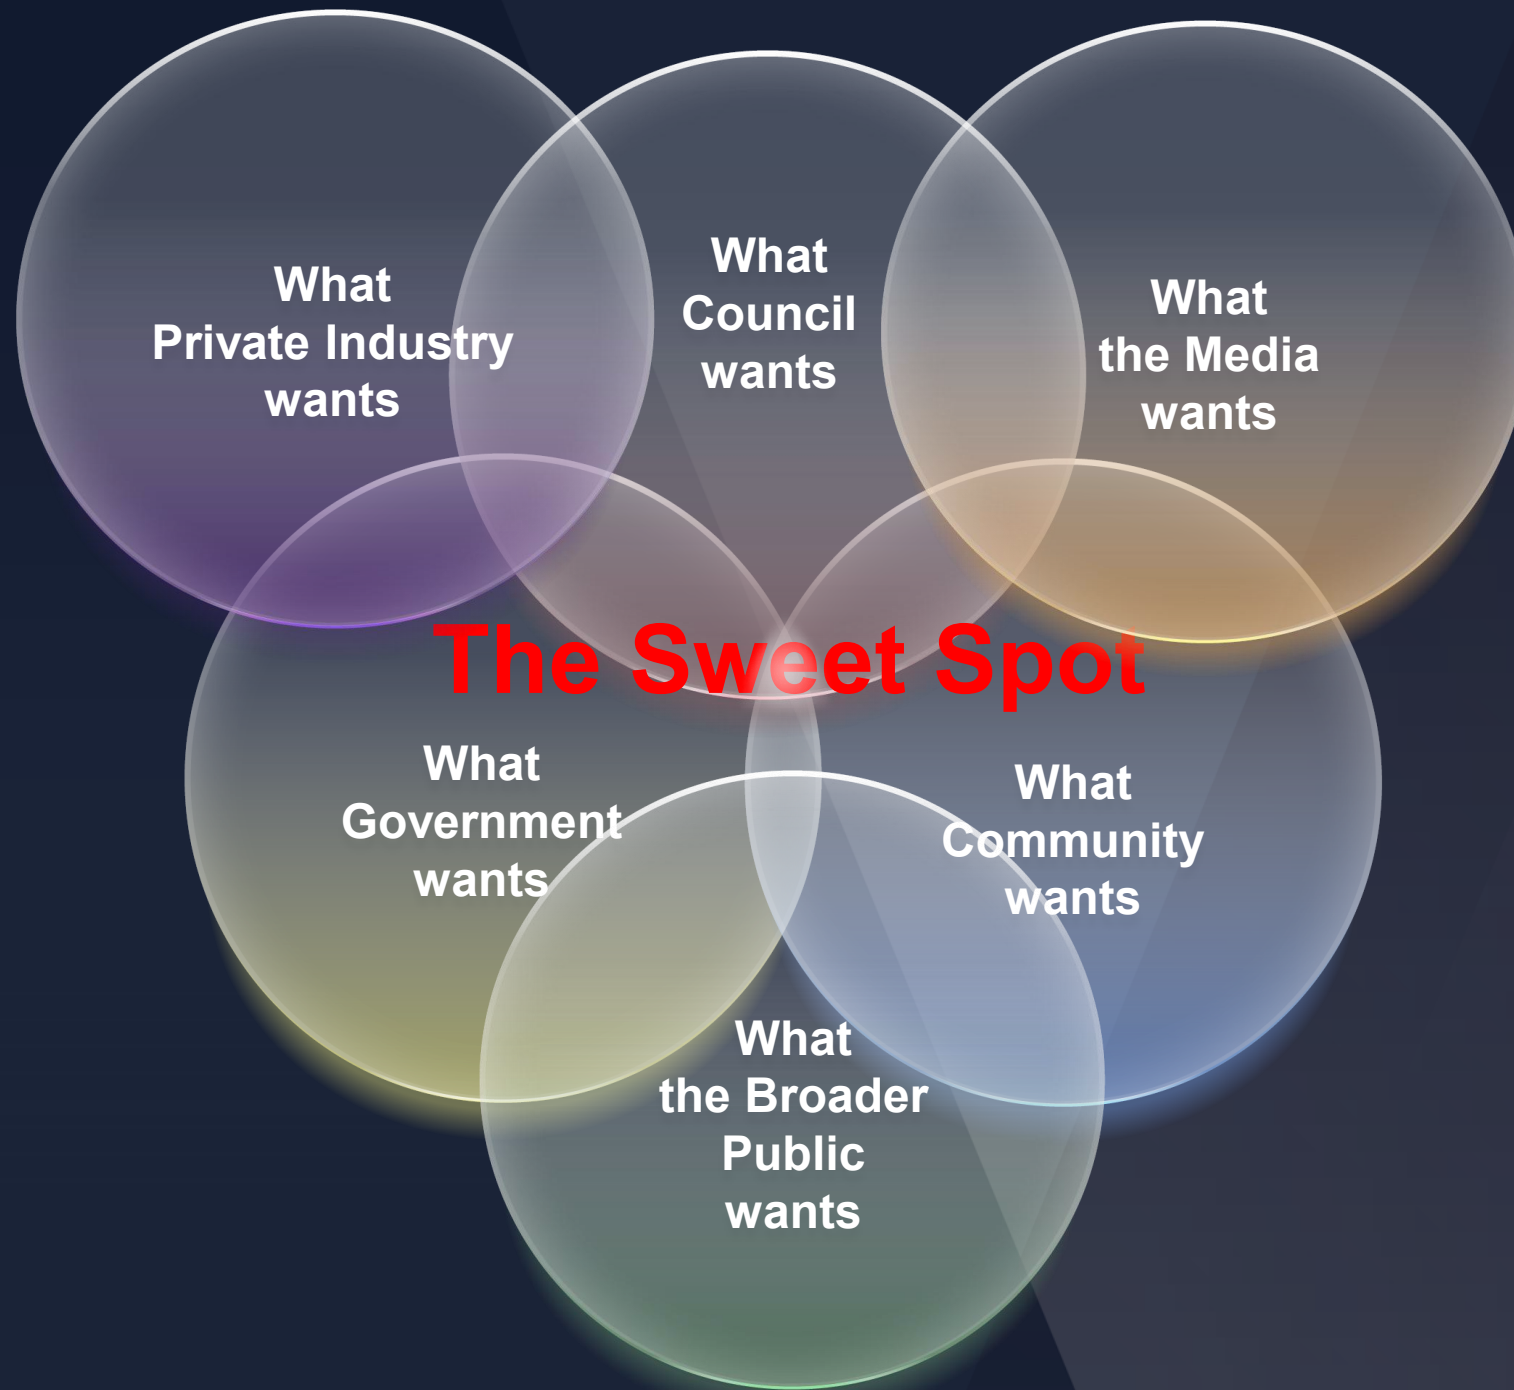 What
Private Industry
wants
What
Council
wants
What
the Media
wants
The Sweet Spot
What
Government
wants
What
Community
wants
What
the Broader
Public
wants